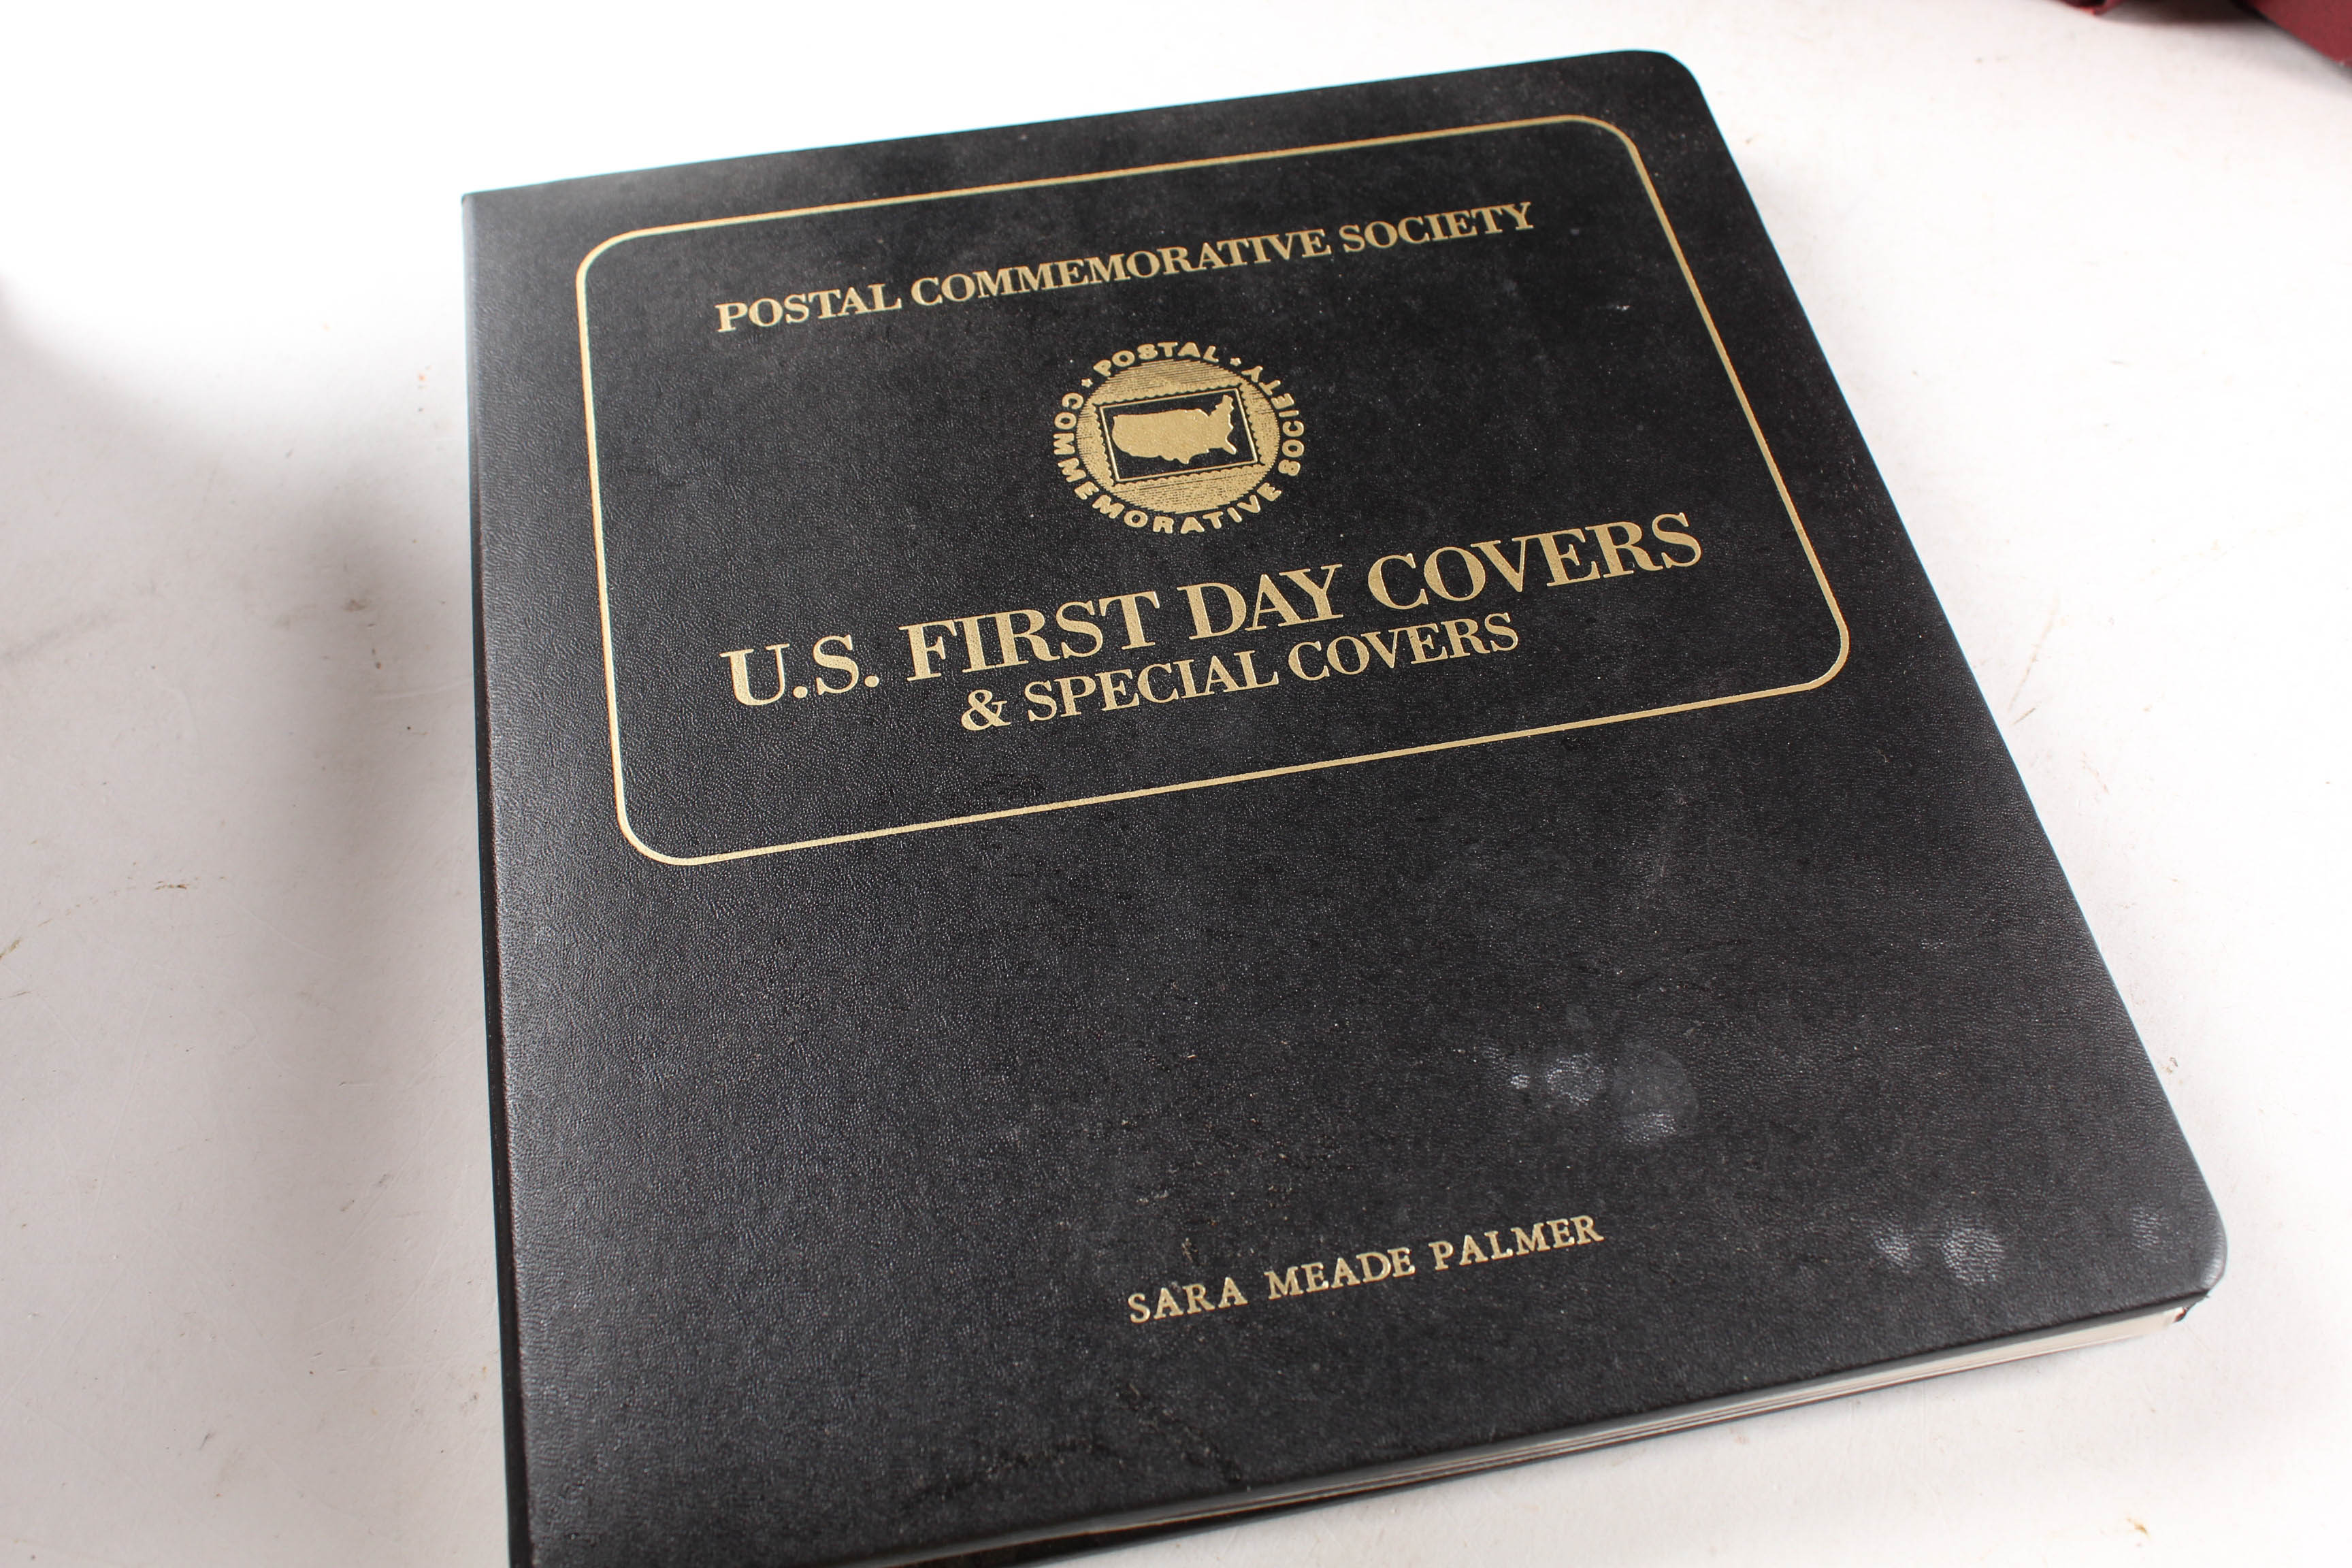 POSTAL COMMEMORATIVE SOCIETY
• POSTAL •
COMMEMORATIVE SOCIETY
U.S. FIRST DAY COVERS
& SPECIAL COVERS
SARA MEADE PALMER